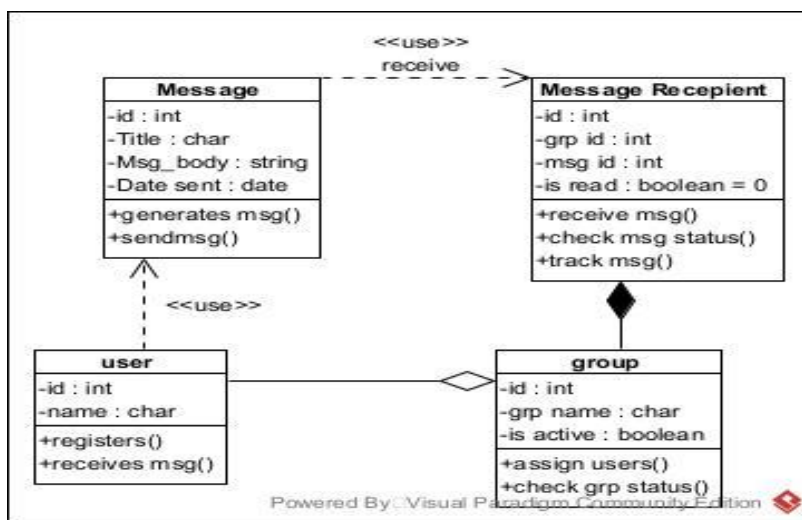 <<use>>
receive
Message
-id : int
-Title : char
-Msg_body : string
-Date sent : date
+generates msg()
+sendmsg()
Message Recepient
-id : int
-grp id : int
-msg id : int
-is read : boolean = 0
+receive msg()
+check msg status()
+track msg()
<<use>>
user
-id : int
-name : char
+registers()
+receives msg()
group
-id : int
-grp name : char
-is active : boolean
+assign users()
+check grp status()
Powered By Visual Paradigm Community Edition